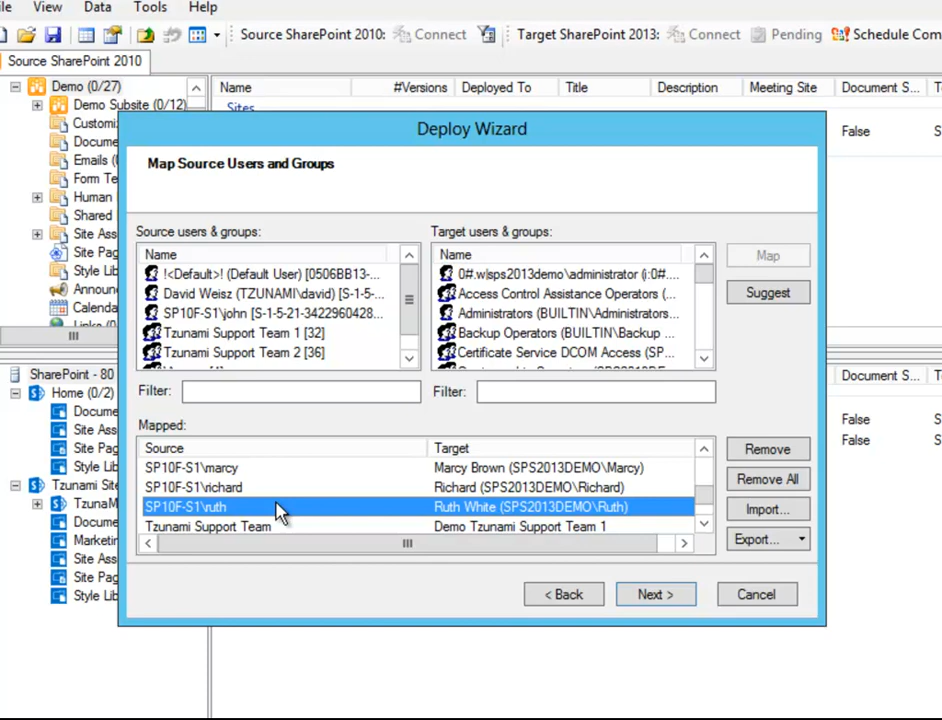 View Data Tools Help
Source SharePoint 2010: Connect Target SharePoint 2013: Connect Pending Schedule Com
Source SharePoint 2010
Demo (0/27)
Demo Subsite (0/12)
Customi
Docume
Emails (
Form Te
Human
Shared
Site Ass
Site Pag
Style Lib
Announ
Calenda
Name #Versions Deployed To Title Description Meeting Site Document S...
Sites
False
Deploy Wizard
Map Source Users and Groups
Source users & groups:
Name
!<Default>! (Default User) [0506BB13-...
David Weisz (TZUNAMI\david) [S-1-5-...
SP10F-S1\john [S-1-5-21-3422960428...
Tzunami Support Team 1 [32]
Tzunami Support Team 2 [36]
Filter:
Target users & groups:
Name
0#.w|sps2013demo\administrator (i:0#....
Access Control Assistance Operators (...
Administrators (BUILTIN\Administrators...
Backup Operators (BUILTIN\Backup ...
Certificate Service DCOM Access (SP...
Filter:
Map
Suggest
Mapped:
Source Target
SP10F-S1\marcy Marcy Brown (SPS2013DEMO\Marcy)
SP10F-S1\richard Richard (SPS2013DEMO\Richard)
SP10F-S1\ruth Ruth White (SPS2013DEMO\Ruth)
Tzunami Support Team Demo Tzunami Support Team 1
Remove
Remove All
Import...
Export...
< Back Next > Cancel
SharePoint - 80
Home (0/2)
Docume
Site Ass
Site Pag
Style Lib
Tzunami Site
TzunaM
Docume
Marketin
Site Ass
Site Pag
Style Lib
Document S...
False
False